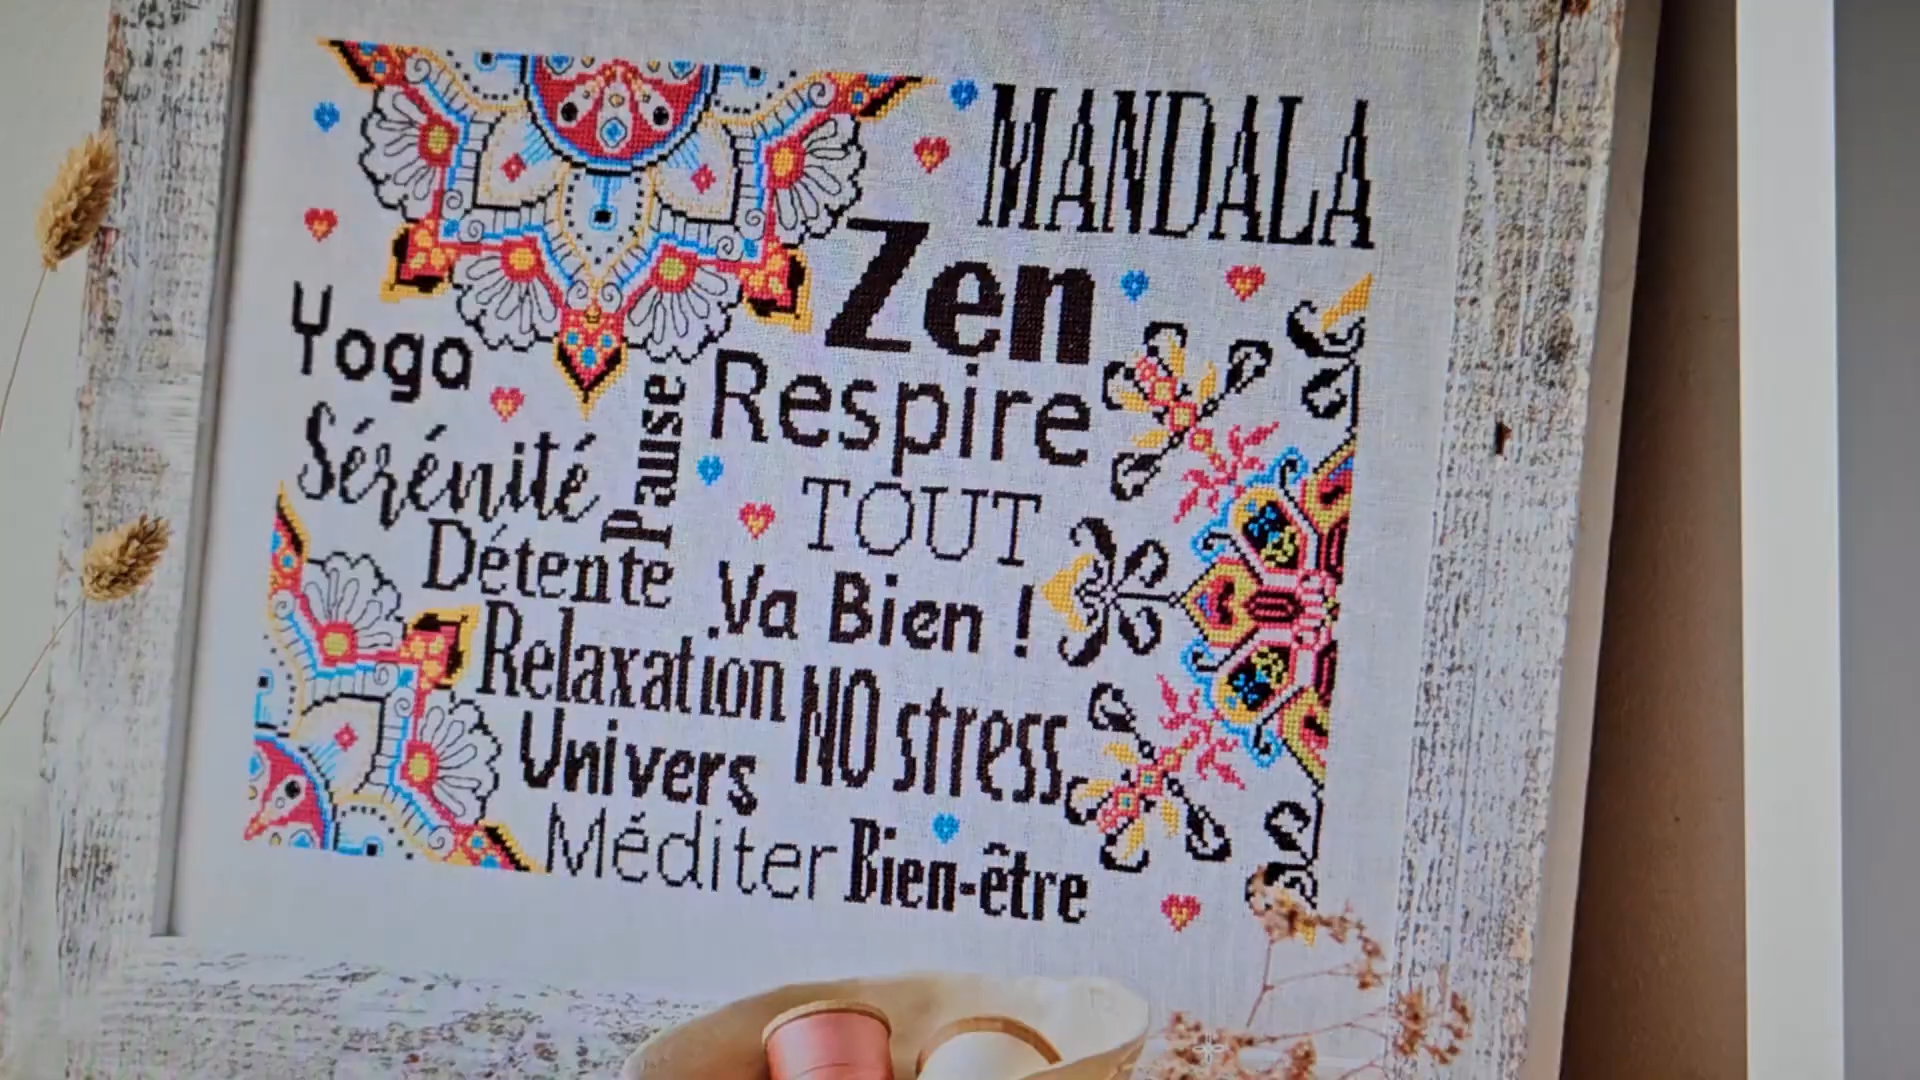 MANDALA
Zen
Yoga
Respire
Pause
Sérénité
TOUT
Détente
Va Bien !
Relaxation
NO stress
Univers
Méditer
Bien-être